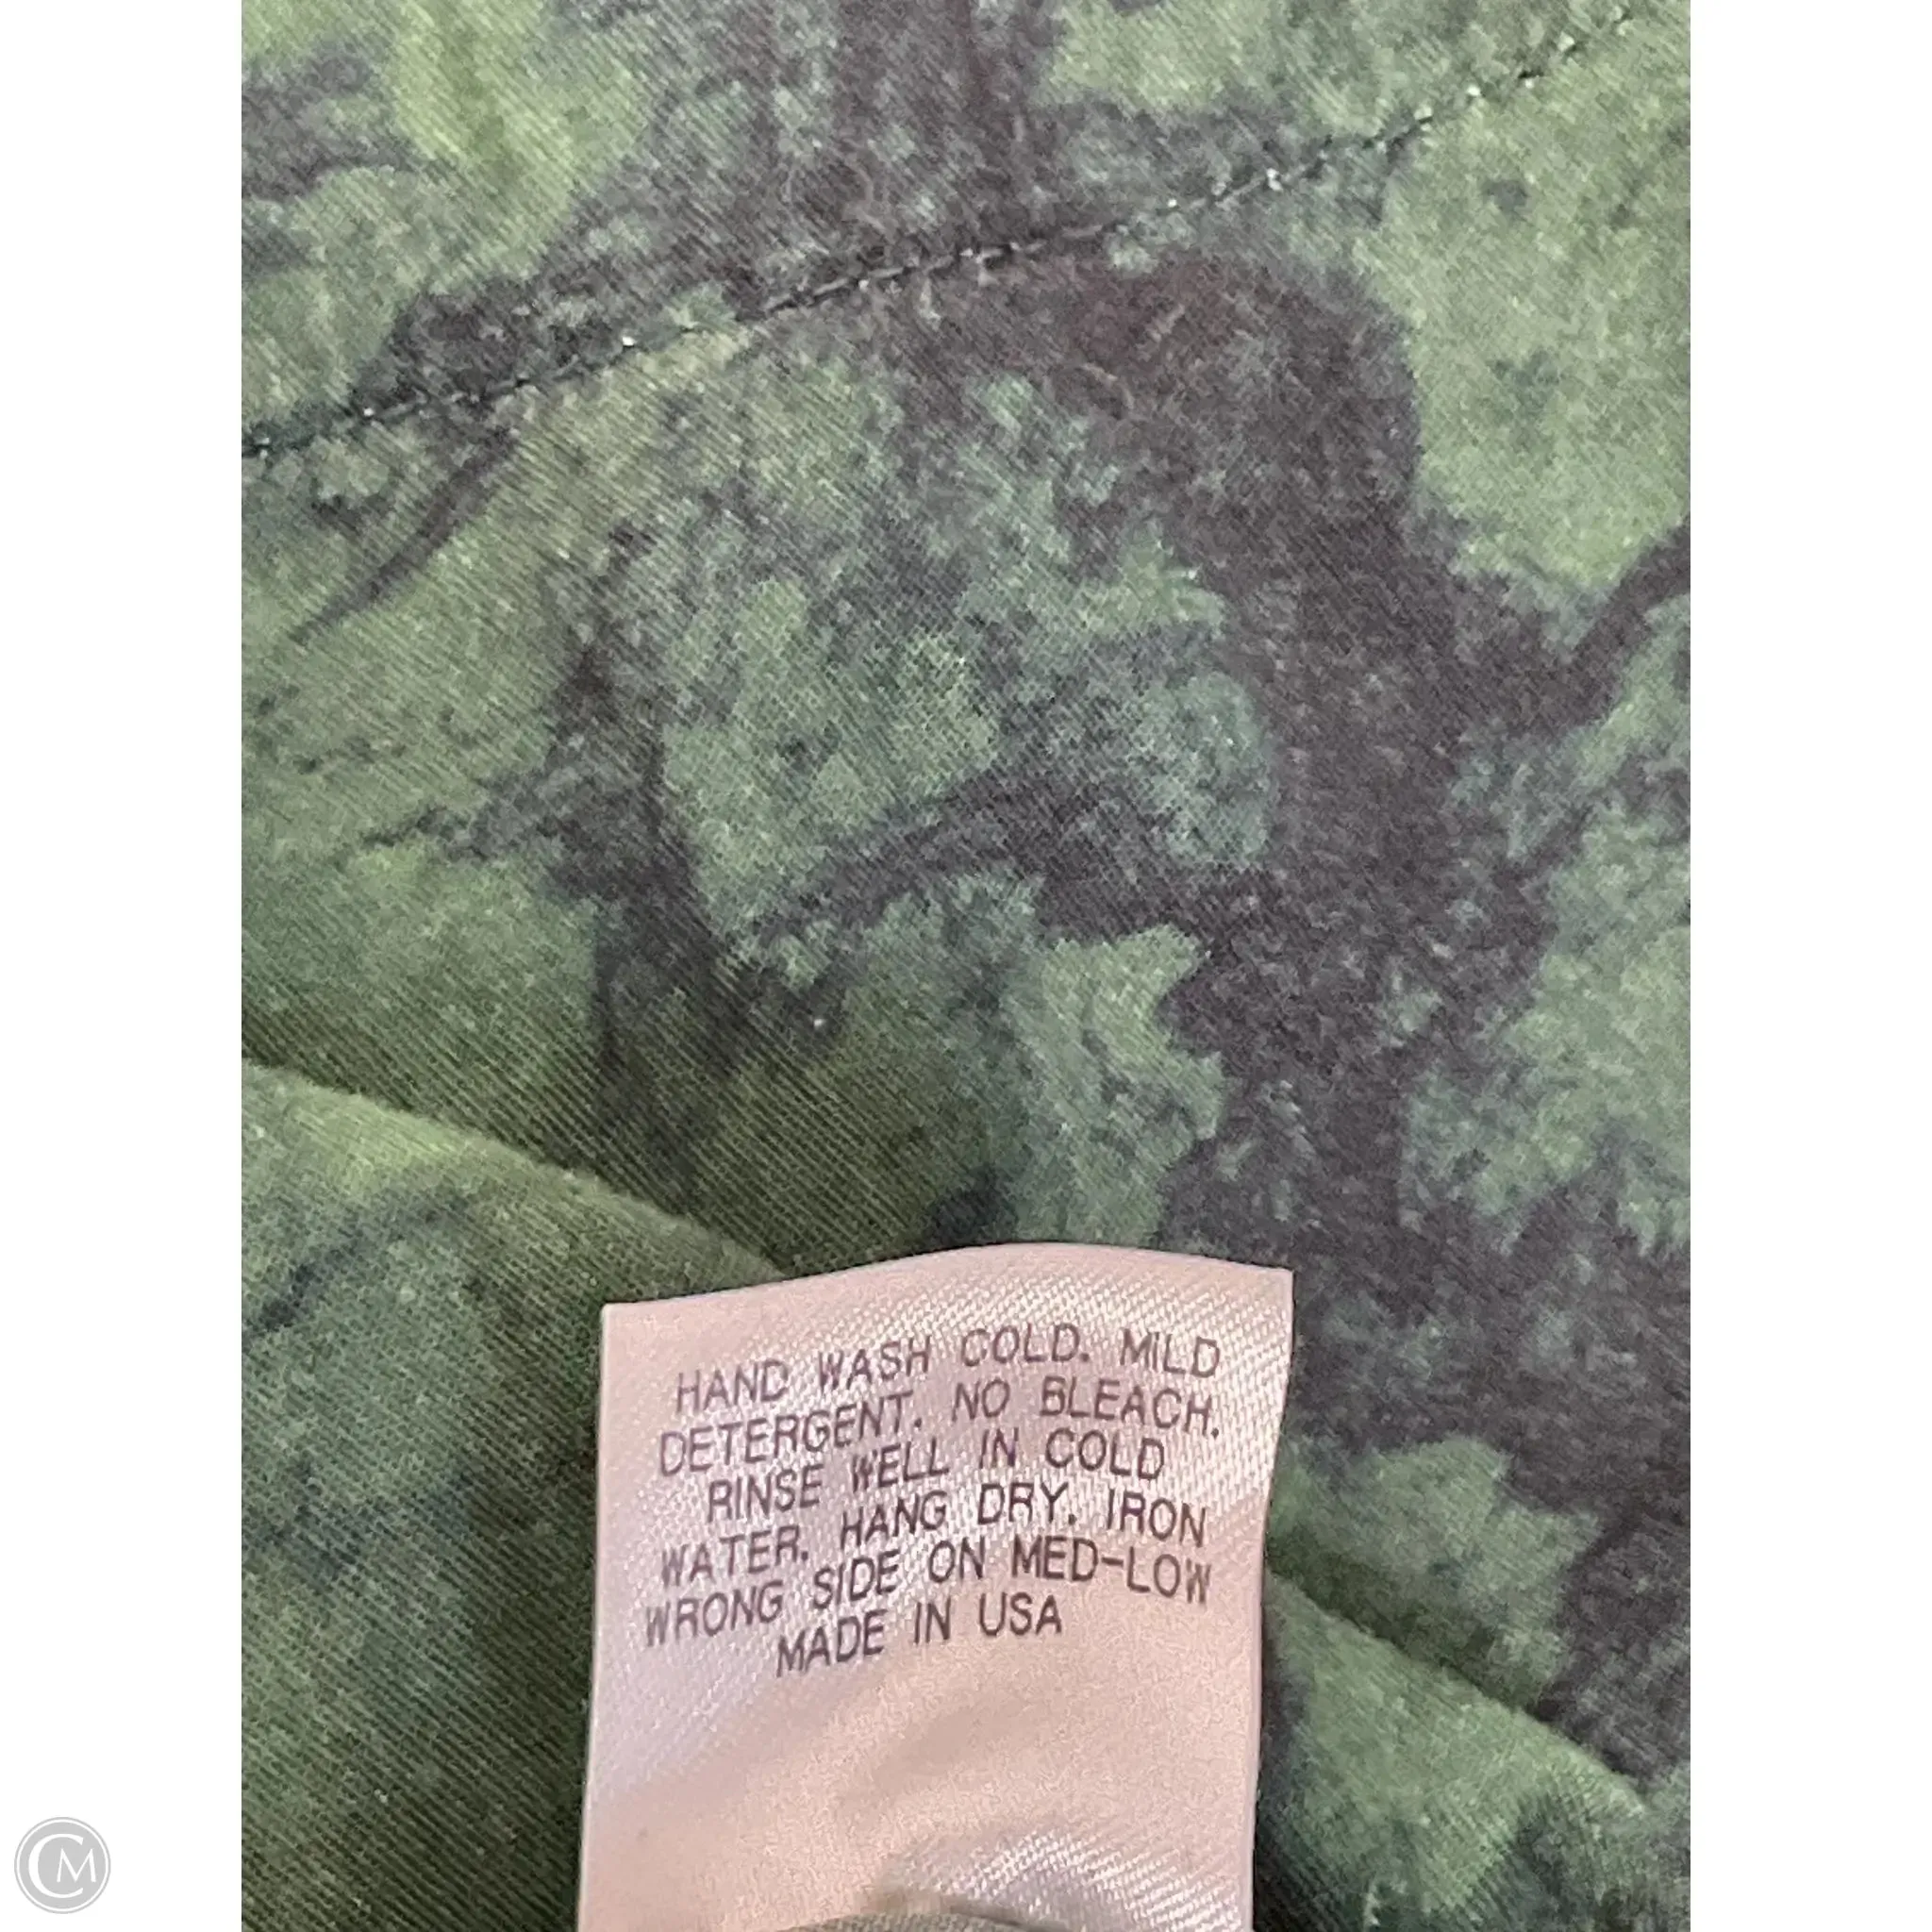 HAND WASH COLD. MILD
DETERGENT. NO BLEACH.
RINSE WELL IN COLD
WATER. HANG DRY. IRON
WRONG SIDE ON MED-LOW
MADE IN USA
CM